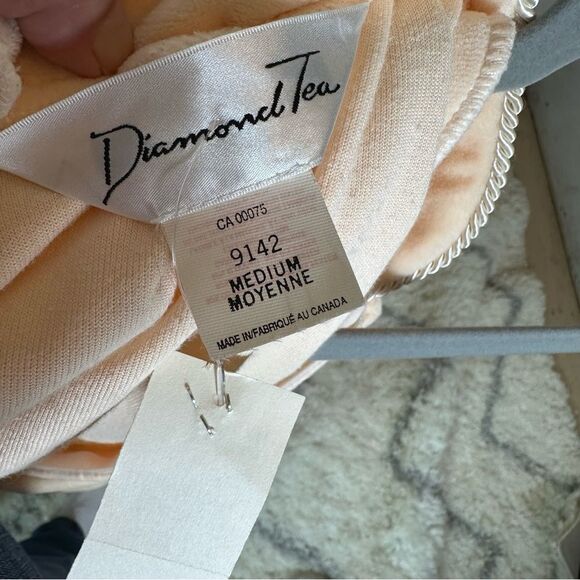 Diamond Tea
CA 00075
9142
MEDIUM
MOYENNE
MADE IN/FABRIQUÉ AU CANADA